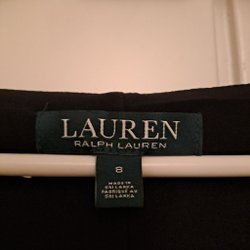 LAUREN
RALPH LAUREN
8
MADE IN
SRI LANKA
FABRIQUÉ AU
SRI LANKA